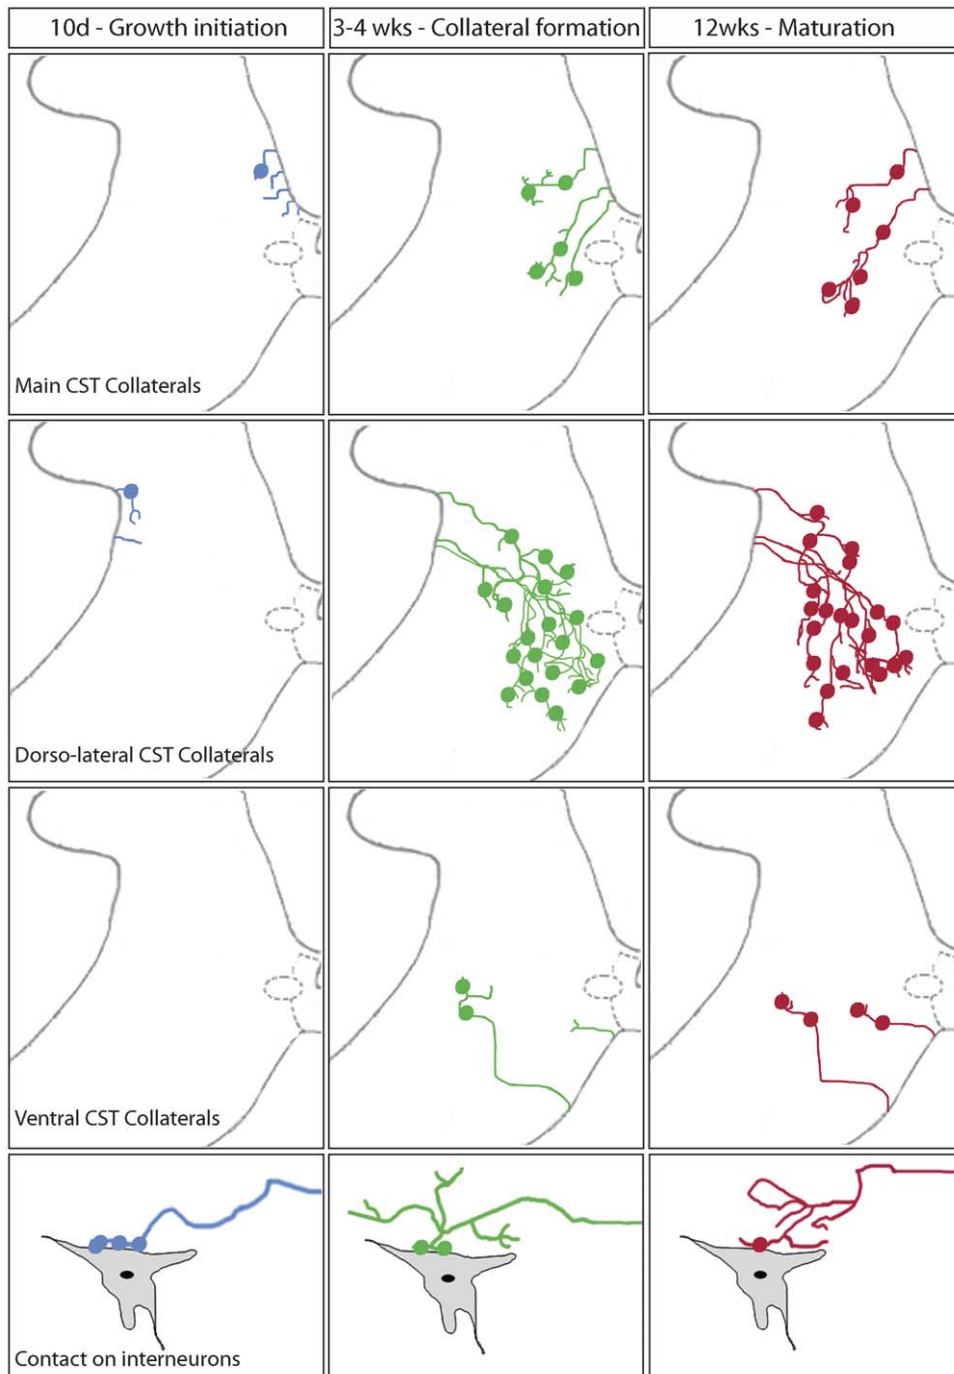 10d - Growth initiation
3-4 wks - Collateral formation
12wks - Maturation
Main CST Collaterals
Dorso-lateral CST Collaterals
Ventral CST Collaterals
Contact on interneurons